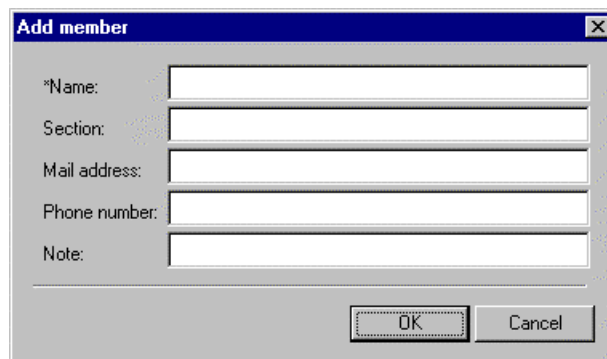 Add member
*Name:
Section:
Mail address:
Phone number:
Note:
OK Cancel